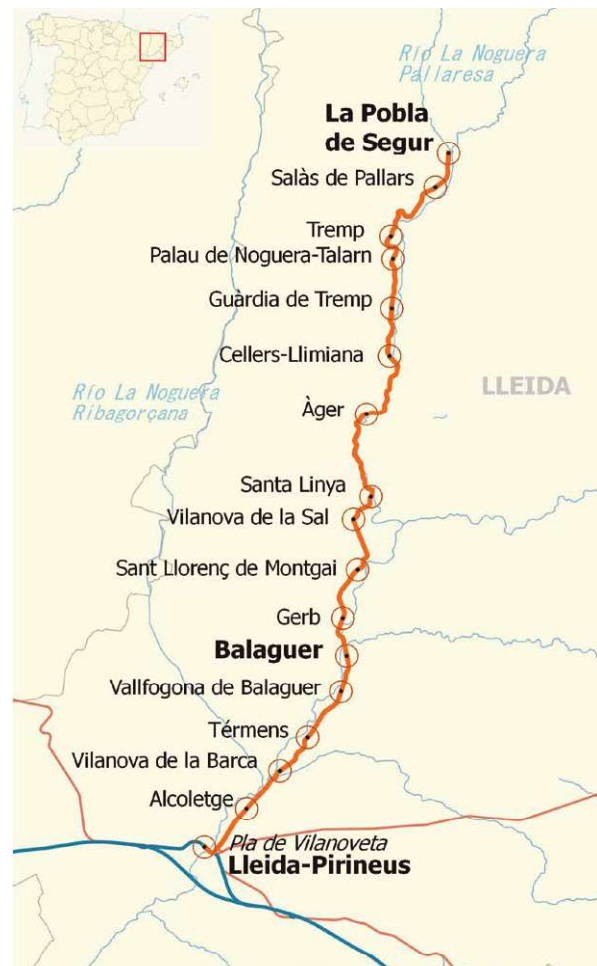 Río La Noguera
Pallaresa
La Pobla
de Segur
Salàs de Pallars
Tremp
Palau de Noguera-Talarn
Guàrdia de Tremp
Cellers-Llimiana
LLEIDA
Río La Noguera
Ribagorçana
Àger
Santa Linya
Vilanova de la Sal
Sant Llorenç de Montgai
Gerb
Balaguer
Vallfogona de Balaguer
Térmens
Vilanova de la Barca
Alcoletge
Pla de Vilanoveta
Lleida-Pirineus